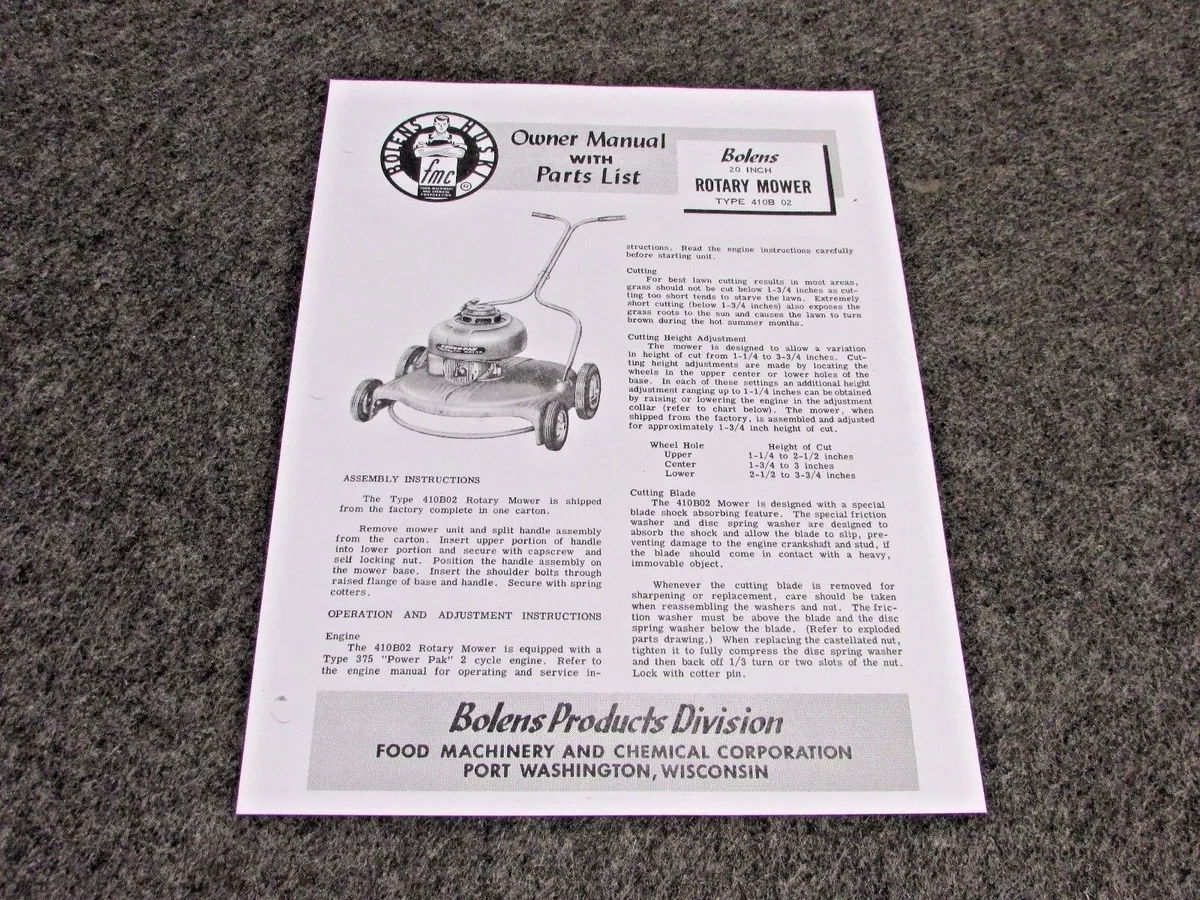 BOLENS HUSKI
fmc
FOOD MACHINERY
AND CHEMICAL
CORPORATION
®
Owner Manual
WITH
Parts List
Bolens
20 INCH
ROTARY MOWER
TYPE 410B 02
ASSEMBLY INSTRUCTIONS
The Type 410B02 Rotary Mower is shipped
from the factory complete in one carton.
Remove mower unit and split handle assembly
from the carton. Insert upper portion of handle
into lower portion and secure with capscrew and
self locking nut. Position the handle assembly on
the mower base. Insert the shoulder bolts through
raised flange of base and handle. Secure with spring
cotters.
OPERATION AND ADJUSTMENT INSTRUCTIONS
Engine
The 410B02 Rotary Mower is equipped with a
Type 375 "Power Pak" 2 cycle engine. Refer to
the engine manual for operating and service in-
structions. Read the engine instructions carefully
before starting unit.
Cutting
For best lawn cutting results in most areas,
grass should not be cut below 1-3/4 inches as cut-
ting too short tends to starve the lawn. Extremely
short cutting (below 1-3/4 inches) also exposes the
grass roots to the sun and causes the lawn to turn
brown during the hot summer months.
Cutting Height Adjustment
The mower is designed to allow a variation
in height of cut from 1-1/4 to 3-3/4 inches. Cut-
ting height adjustments are made by locating the
wheels in the upper center or lower holes of the
base. In each of these settings an additional height
adjustment ranging up to 1-1/4 inches can be obtained
by raising or lowering the engine in the adjustment
collar (refer to chart below). The mower, when
shipped from the factory, is assembled and adjusted
for approximately 1-3/4 inch height of cut.
Wheel Hole Height of Cut
Upper 1-1/4 to 2-1/2 inches
Center 1-3/4 to 3 inches
Lower 2-1/2 to 3-3/4 inches
Cutting Blade
The 410B02 Mower is designed with a special
blade shock absorbing feature. The special friction
washer and disc spring washer are designed to
absorb the shock and allow the blade to slip, pre-
venting damage to the engine crankshaft and stud, if
the blade should come in contact with a heavy,
immovable object.
Whenever the cutting blade is removed for
sharpening or replacement, care should be taken
when reassembling the washers and nut. The fric-
tion washer must be above the blade and the disc
spring washer below the blade. (Refer to exploded
parts drawing.) When replacing the castellated nut,
tighten it to fully compress the disc spring washer
and then back off 1/3 turn or two slots of the nut.
Lock with cotter pin.
Bolens Products Division
FOOD MACHINERY AND CHEMICAL CORPORATION
PORT WASHINGTON, WISCONSIN